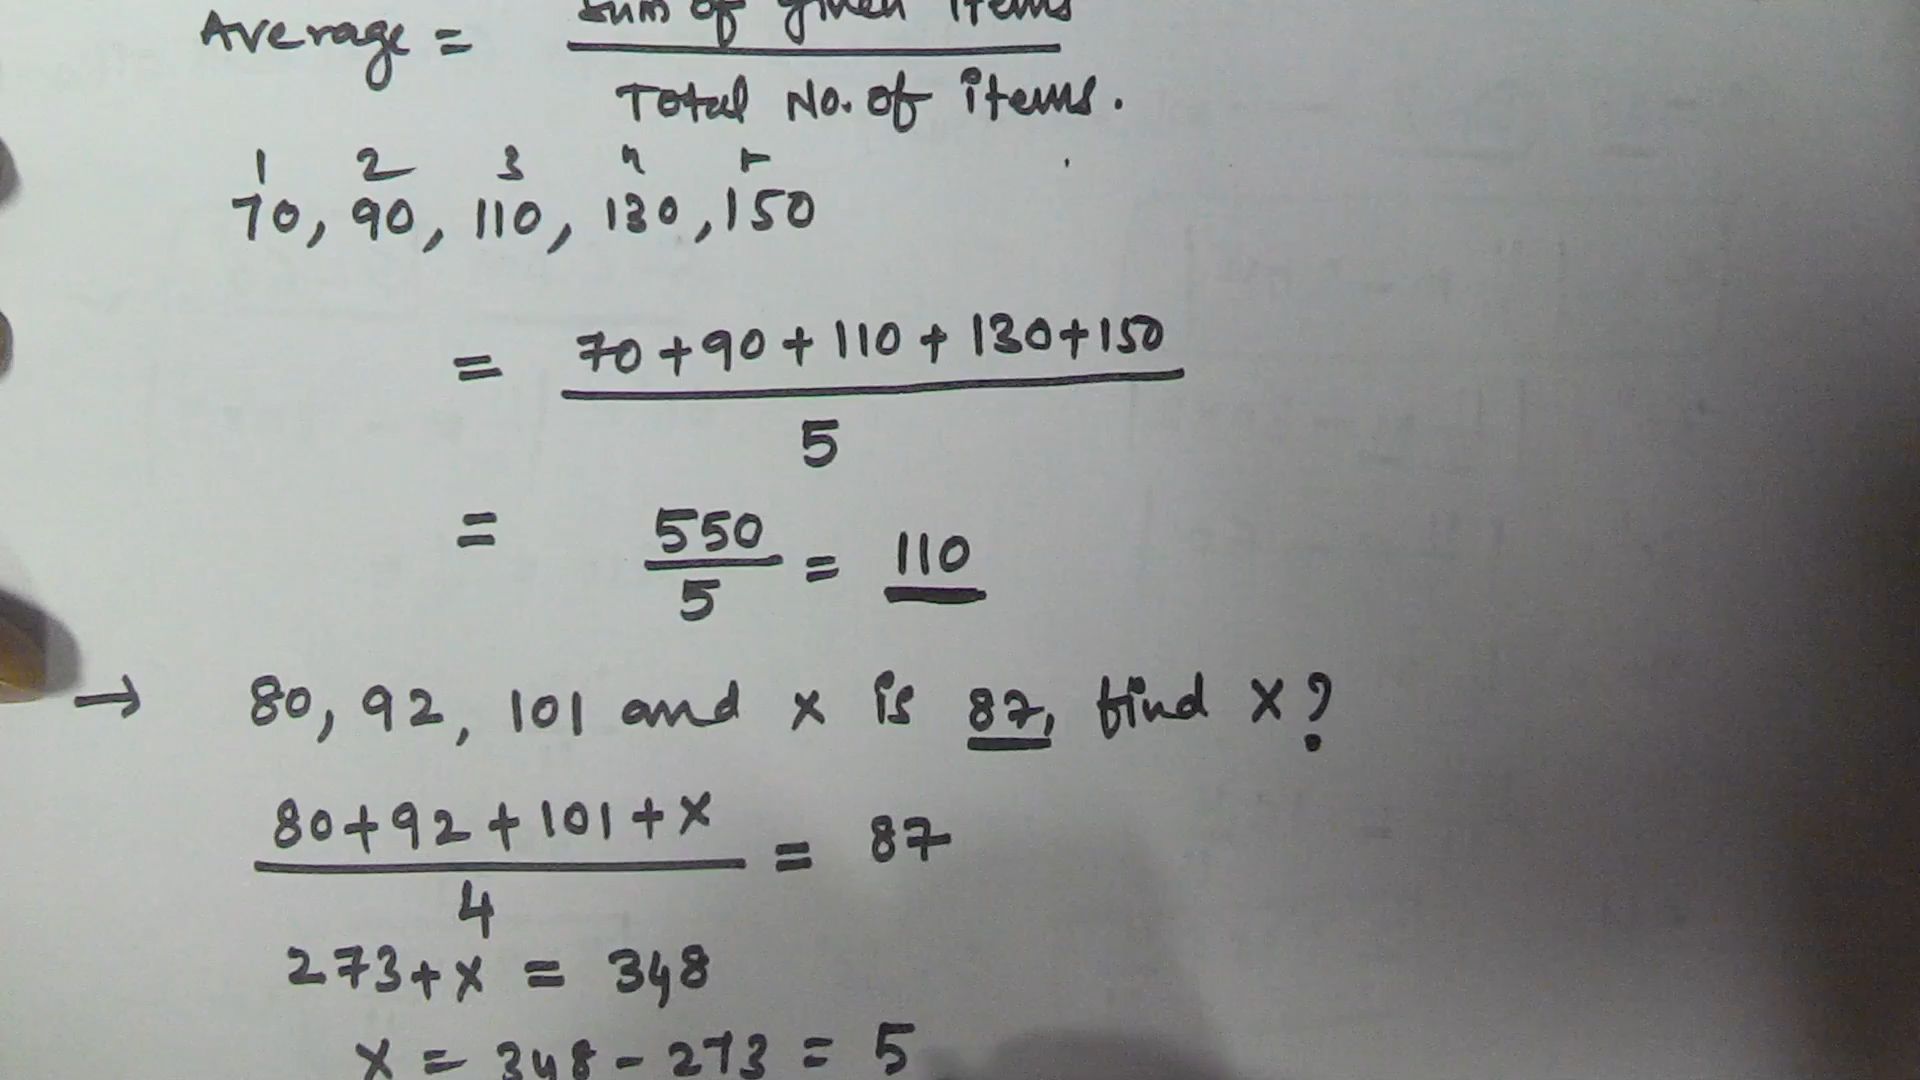 Average = sum of given items
Total No. of items.
1 2 3 4 5
70, 90, 110, 130, 150
= 70 + 90 + 110 + 130 + 150
5
= 550 = 110
5
→ 80, 92, 101 and x is 87, find x?
80 + 92 + 101 + x = 87
4
273 + x = 348
x = 348 - 273 = 5